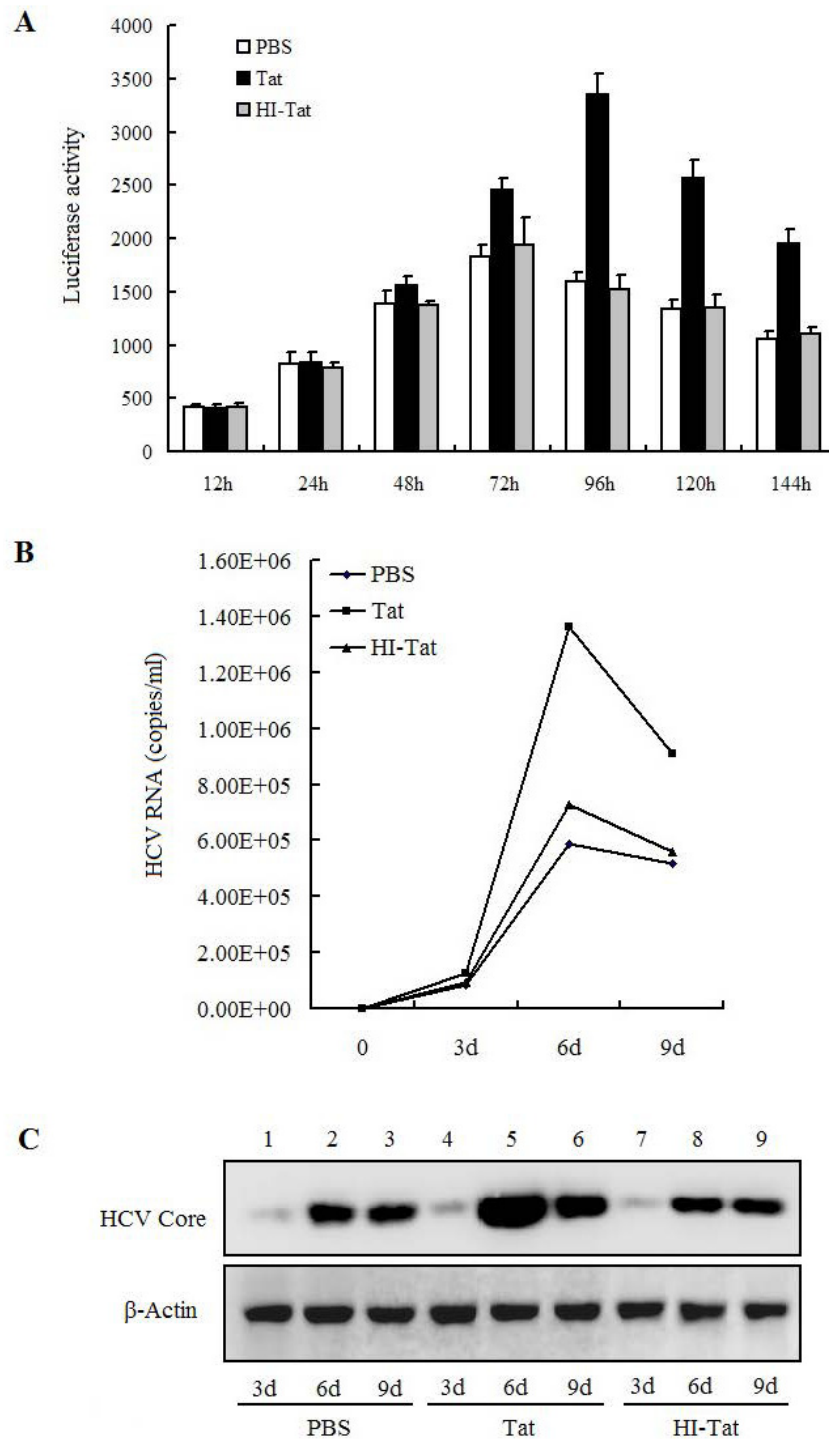 A
Luciferase activity
4000
3500
3000
2500
2000
1500
1000
500
0
PBS
Tat
HI-Tat
12h 24h 48h 72h 96h 120h 144h
B
HCV RNA (copies/ml)
1.60E+06
1.40E+06
1.20E+06
1.00E+06
8.00E+05
6.00E+05
4.00E+05
2.00E+05
0.00E+00
PBS
Tat
HI-Tat
0 3d 6d 9d
C
1 2 3 4 5 6 7 8 9
HCV Core
β-Actin
3d 6d 9d 3d 6d 9d 3d 6d 9d
PBS Tat HI-Tat